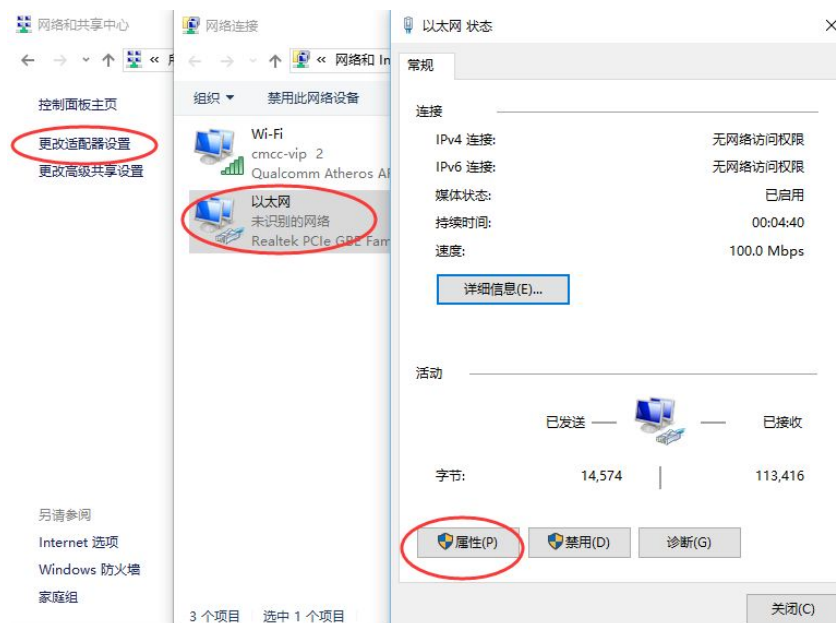 网络和共享中心
«
控制面板主页
更改适配器设置
更改高级共享设置
另请参阅
Internet 选项
Windows 防火墙
家庭组
网络连接
« 网络和 In
组织 禁用此网络设备
Wi-Fi
cmcc-vip 2
Qualcomm Atheros AR
以太网
未识别的网络
Realtek PCIe GBE Fam
3 个项目 选中 1 个项目
以太网 状态
常规
连接
IPv4 连接: 无网络访问权限
IPv6 连接: 无网络访问权限
媒体状态: 已启用
持续时间: 00:04:40
速度: 100.0 Mbps
详细信息(E)...
活动
已发送 — — 已接收
字节: 14,574 113,416
属性(P) 禁用(D) 诊断(G)
关闭(C)